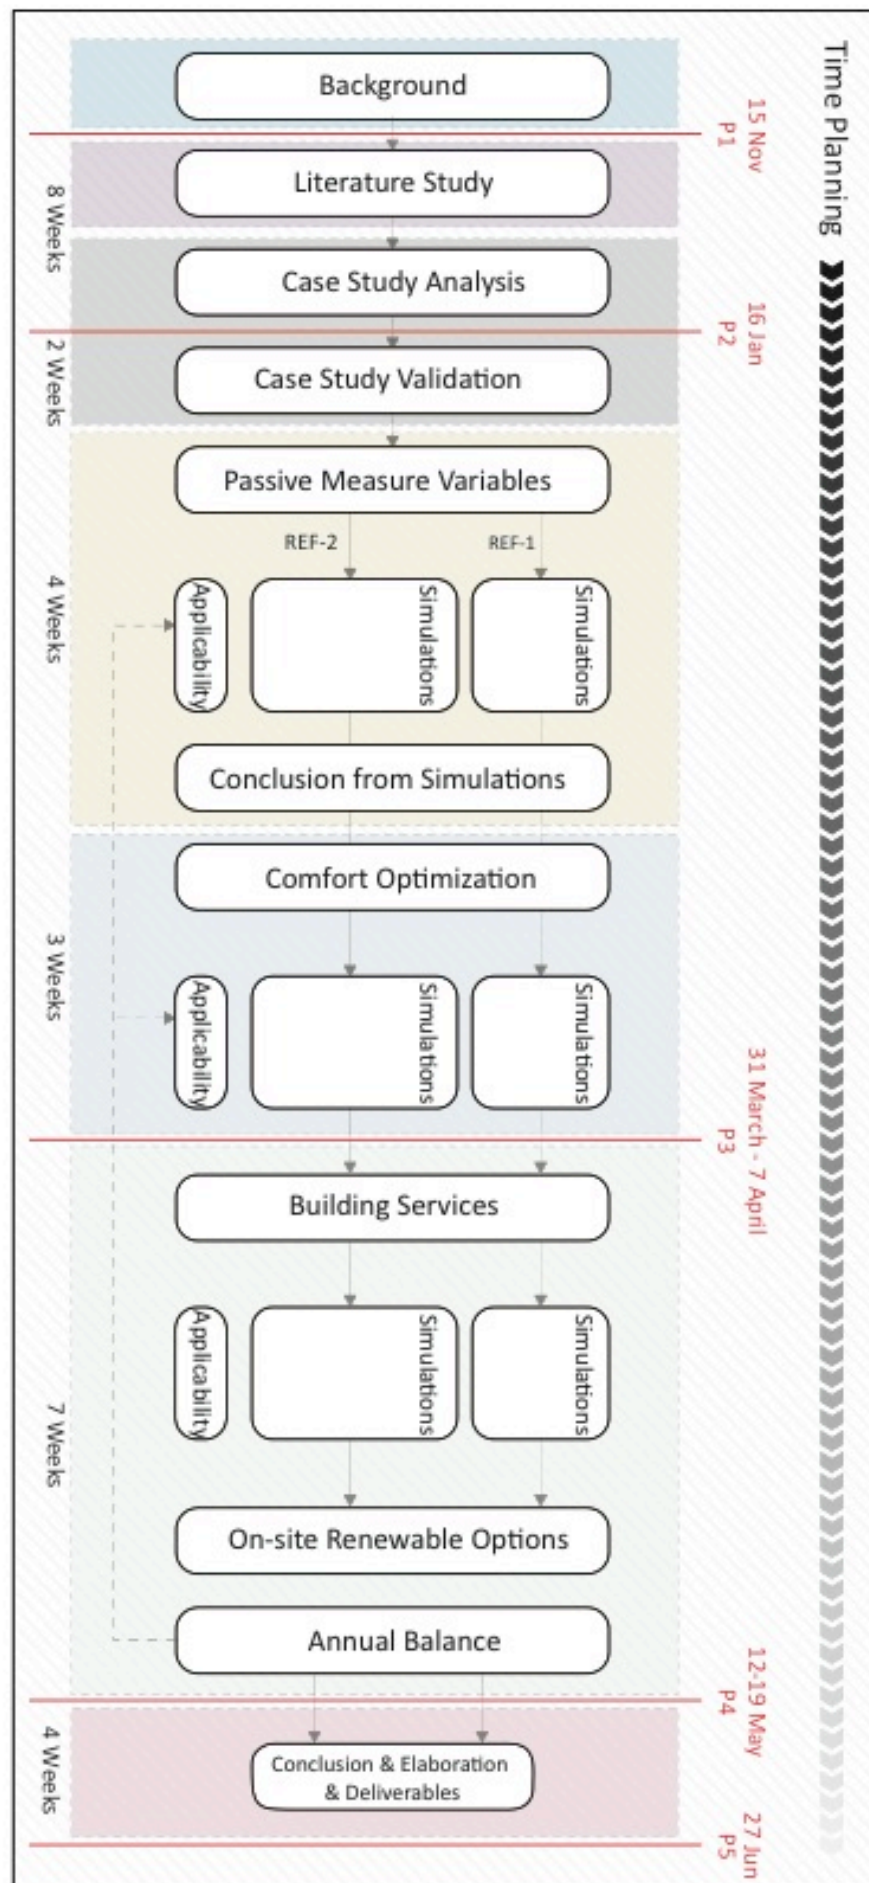 Time Planning
Background
15 Nov
P1
Literature Study
8 Weeks
Case Study Analysis
16 Jan
P2
Case Study Validation
2 Weeks
Passive Measure Variables
REF-2
REF-1
Applicability
Simulations
Simulations
4 Weeks
Conclusion from Simulations
Comfort Optimization
Applicability
Simulations
Simulations
3 Weeks
31 March - 7 April
P3
Building Services
Applicability
Simulations
Simulations
7 Weeks
On-site Renewable Options
Annual Balance
12-19 May
P4
Conclusion & Elaboration
& Deliverables
4 Weeks
27 Jun
P5